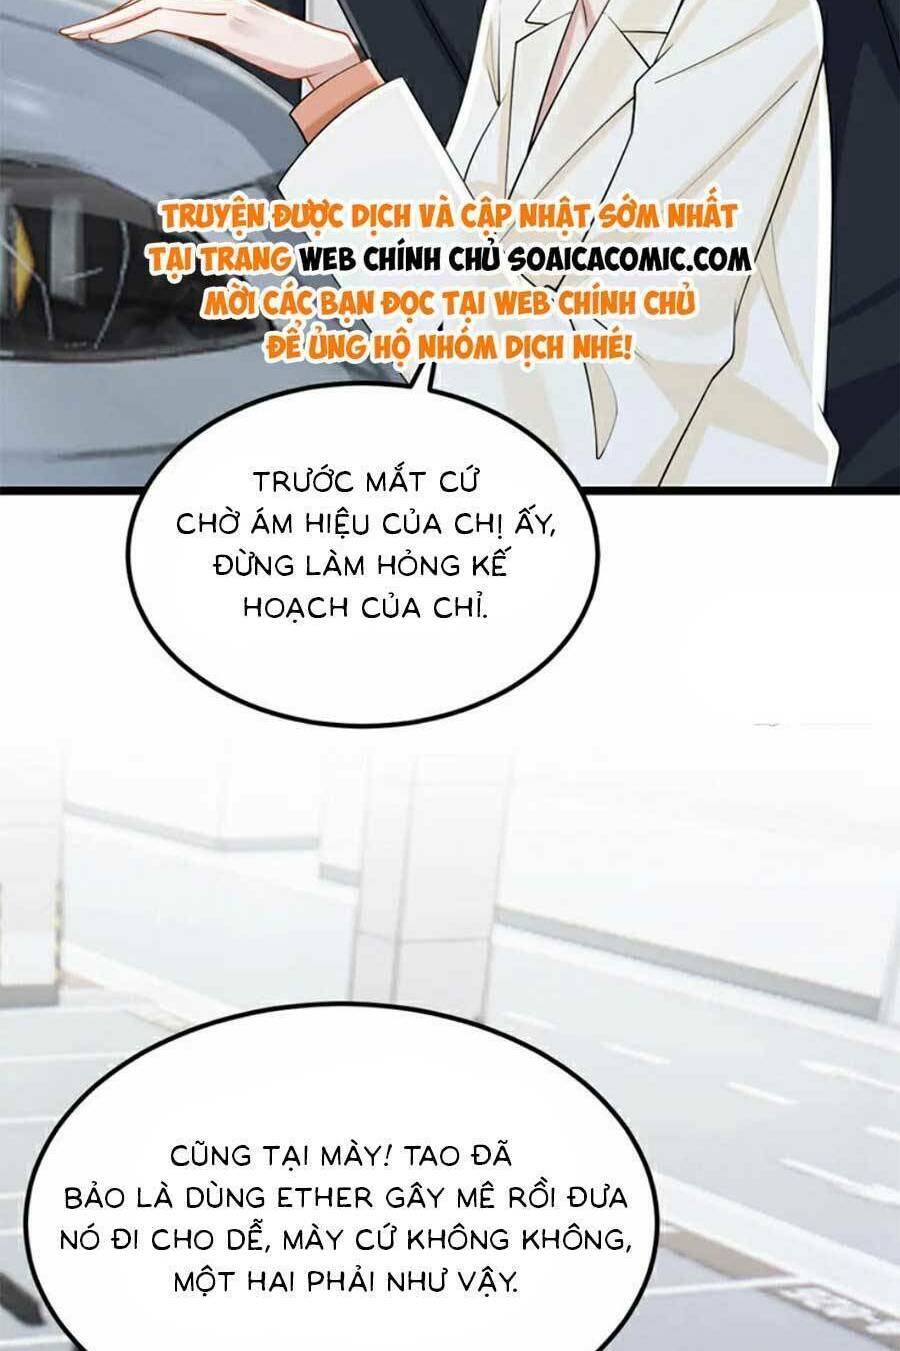 TRUYỆN ĐƯỢC DỊCH VÀ CẬP NHẬT SỚM NHẤT
TẠI TRANG WEB CHÍNH CHỦ SOAICACOMIC.COM
MỜI CÁC BẠN ĐỌC TẠI WEB CHÍNH CHỦ
ĐỂ ỦNG HỘ NHÓM DỊCH NHÉ!
TRƯỚC MẮT CỨ
CHỜ ÁM HIỆU CỦA CHỊ ẤY,
ĐỪNG LÀM HỎNG KẾ
HOẠCH CỦA CHỈ.
CŨNG TẠI MÀY! TAO ĐÃ
BẢO LÀ DÙNG ETHER GÂY MÊ RỒI ĐƯA
NÓ ĐI CHO DỄ, MÀY CỨ KHÔNG KHÔNG,
MỘT HAI PHẢI NHƯ VẬY.